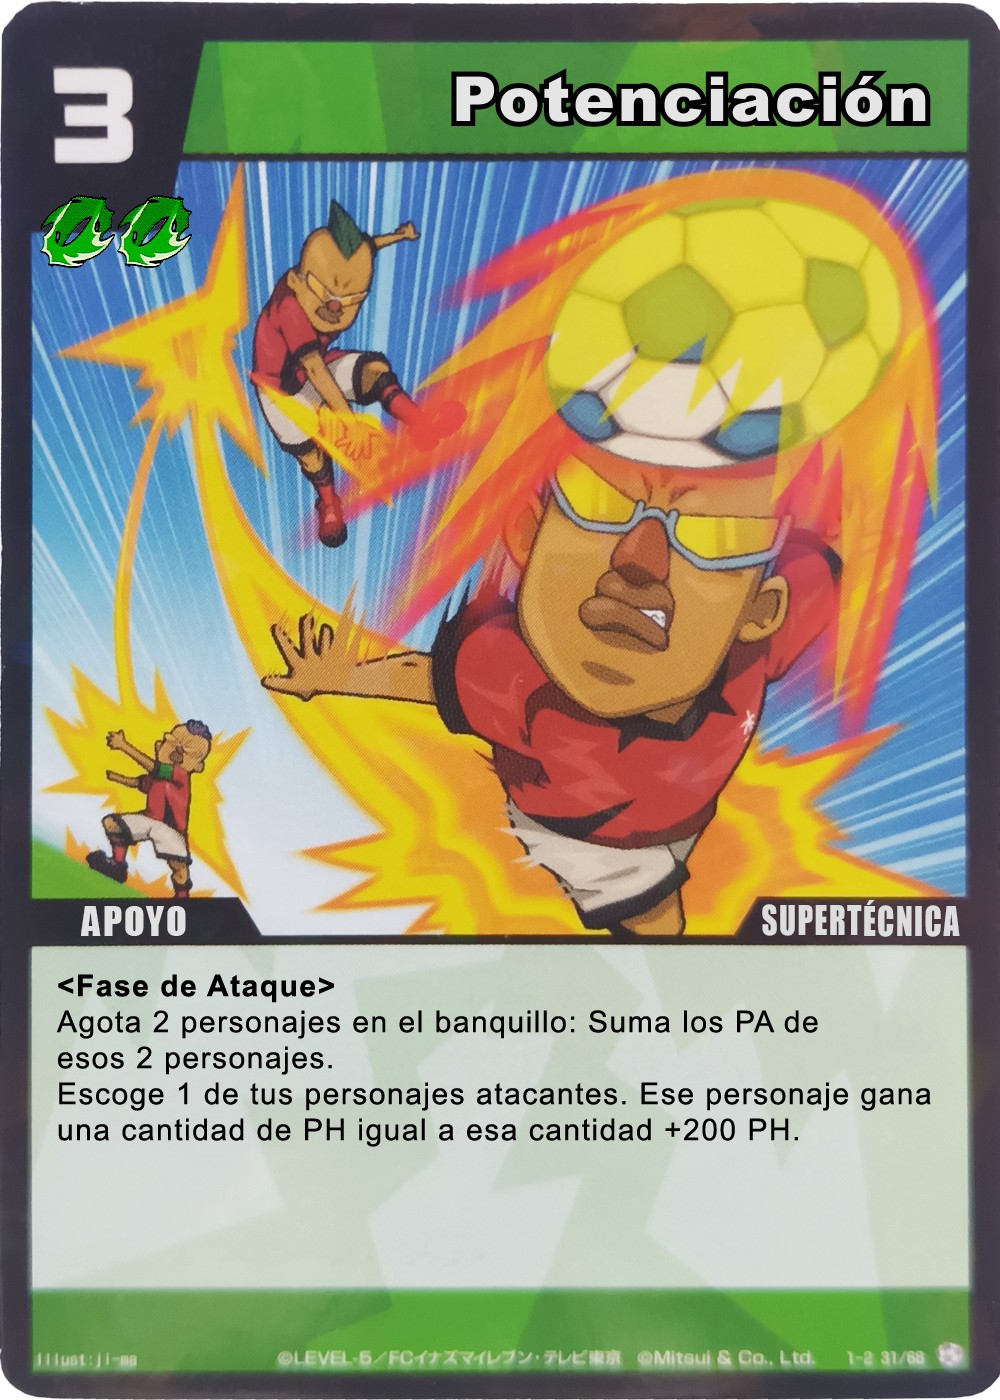 3
Potenciación
APOYO
SUPERTÉCNICA
<Fase de Ataque>
Agota 2 personajes en el banquillo: Suma los PA de
esos 2 personajes.
Escoge 1 de tus personajes atacantes. Ese personaje gana
una cantidad de PH igual a esa cantidad +200 PH.
Illust:ji-ma
©LEVEL-5／FCイナズマイレブン・テレビ東京 ©Mitsui & Co., Ltd. 1-2 31/68